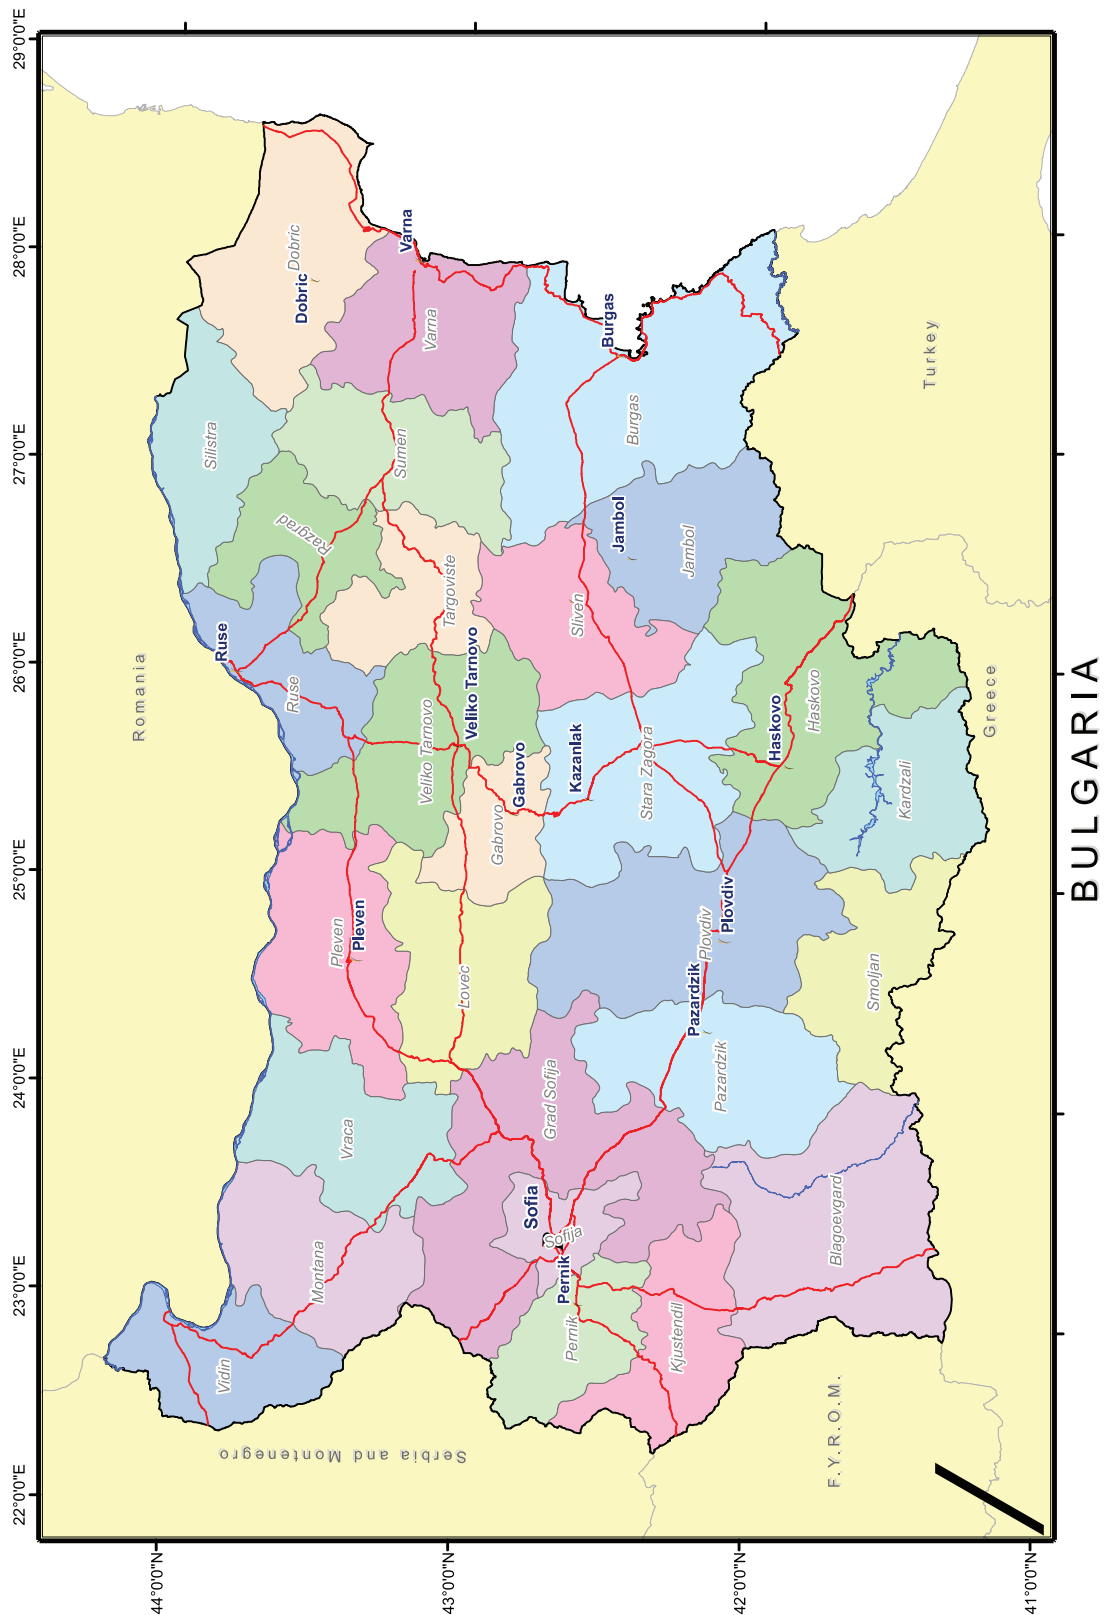 29°0'0"E
28°0'0"E
27°0'0"E
26°0'0"E
25°0'0"E
24°0'0"E
23°0'0"E
22°0'0"E
44°0'0"N
43°0'0"N
42°0'0"N
41°0'0"N
Romania
Serbia and Montenegro
F.Y.R.O.M.
Greece
Turkey
Vidin
Montana
Vraca
Pleven
Pleven
Lovec
Veliko Tarnovo
Veliko Tarnovo
Gabrovo
Gabrovo
Ruse
Ruse
Razgrad
Silistra
Dobric
Dobric
Varna
Varna
Sumen
Targoviste
Sliven
Burgas
Burgas
Jambol
Jambol
Kazanlak
Stara Zagora
Haskovo
Haskovo
Kardzali
Smoljan
Plovdiv
Plovdiv
Pazardzik
Pazardzik
Grad Sofija
Sofia
Sofija
Pernik
Pernik
Kjustendil
Blagoevgard
BULGARIA